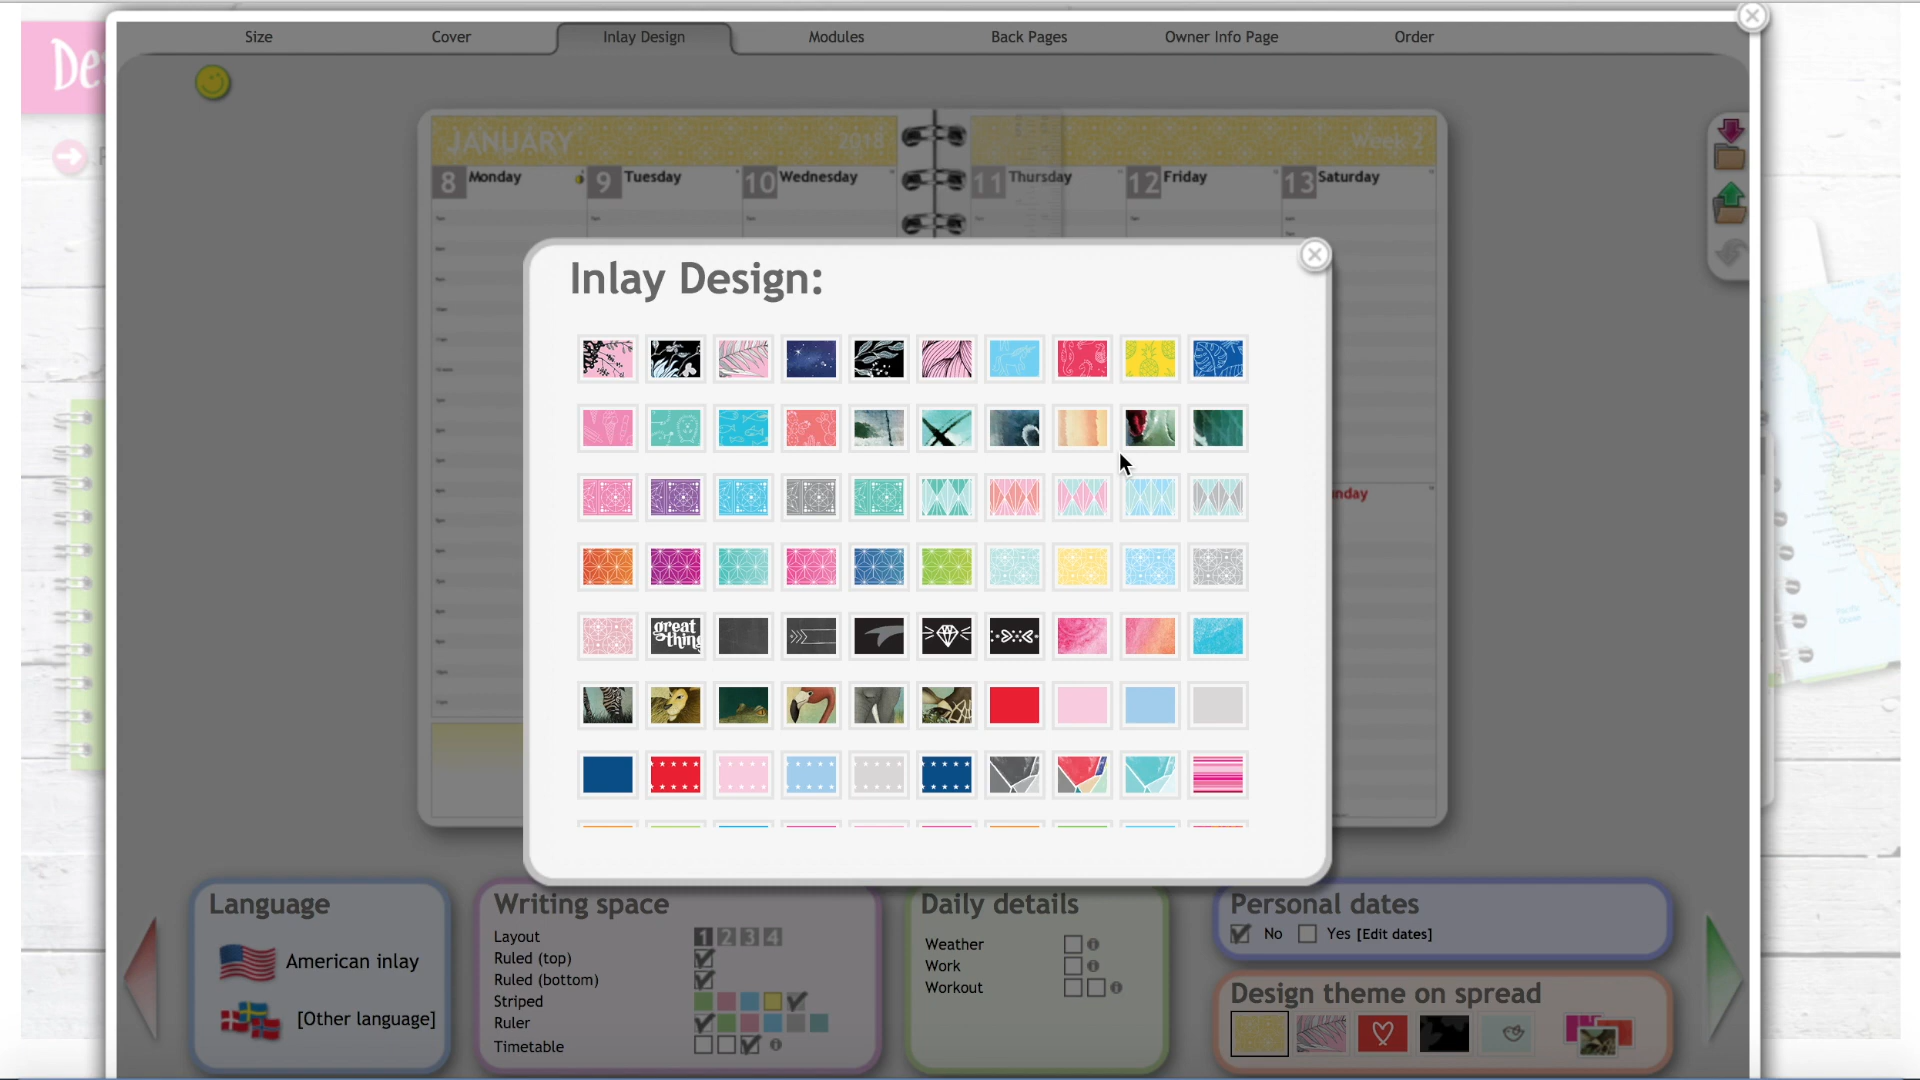 Size
Cover
Inlay Design
Modules
Back Pages
Owner Info Page
Order
JANUARY
2018
Week 2
8 Monday
9 Tuesday
10 Wednesday
11 Thursday
12 Friday
13 Saturday
Inlay Design:
great
thing
nday
Language
American inlay
[Other language]
Writing space
Layout
1 2 3 4
Ruled (top)
Ruled (bottom)
Striped
Ruler
Timetable
Daily details
Weather
Work
Workout
Personal dates
No
Yes [Edit dates]
Design theme on spread